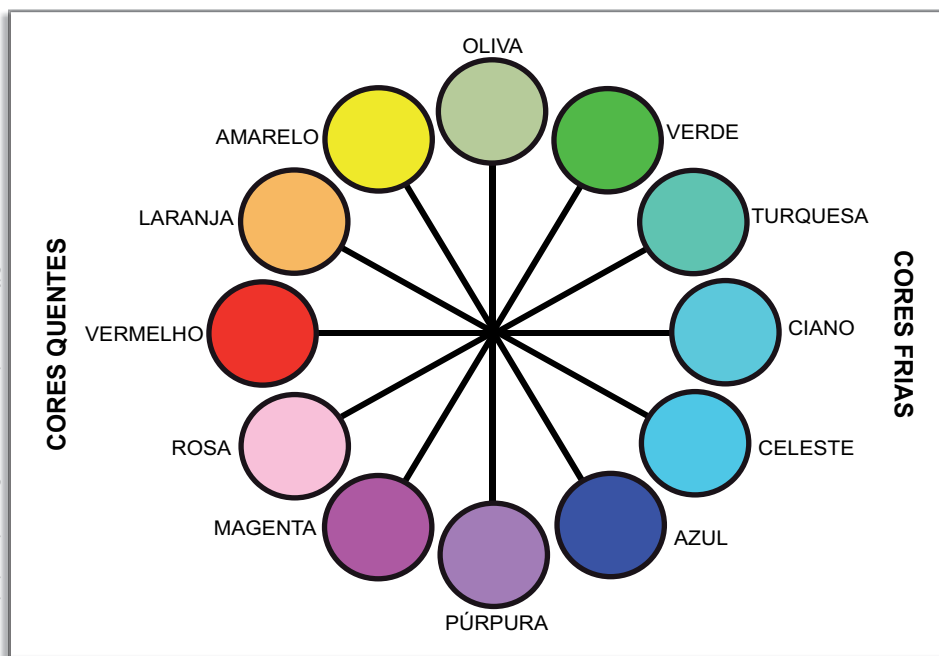 OLIVA
AMARELO
VERDE
LARANJA
TURQUESA
CORES QUENTES
CORES FRIAS
VERMELHO
CIANO
ROSA
CELESTE
MAGENTA
AZUL
PÚRPURA